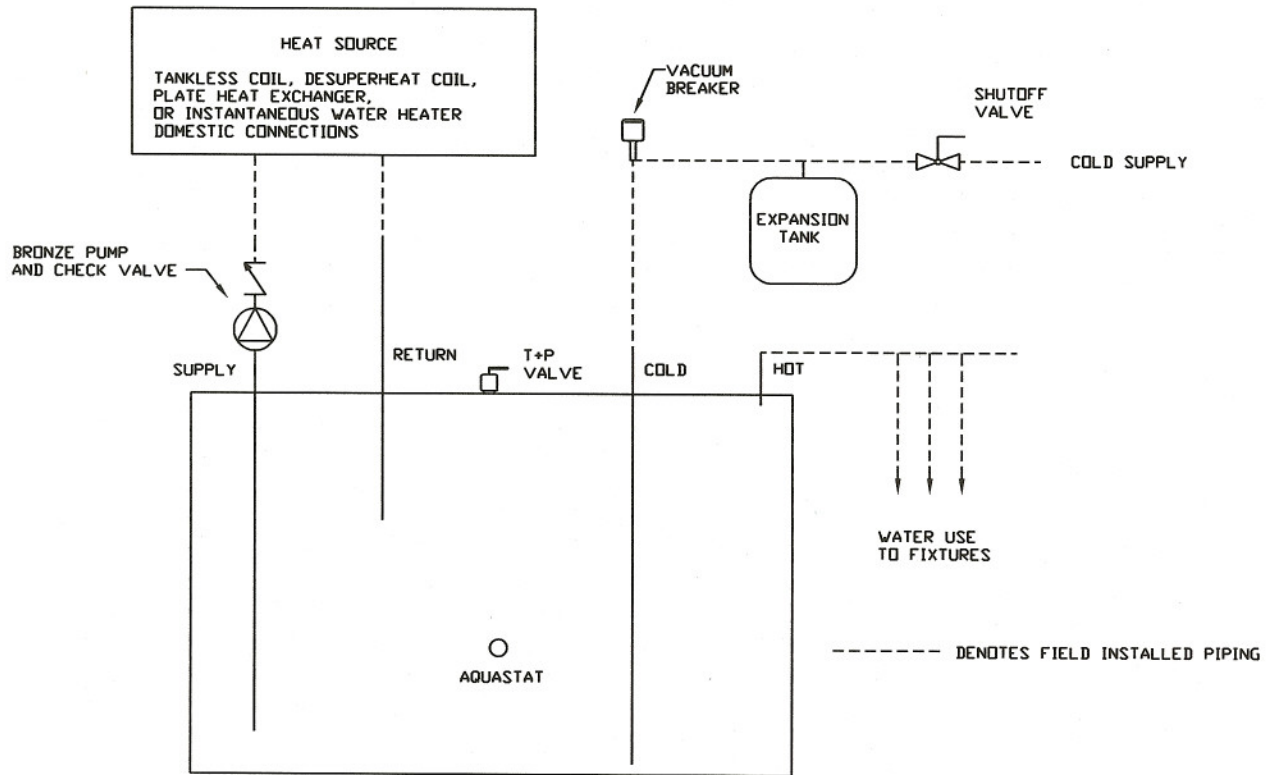 HEAT SOURCE
TANKLESS COIL, DESUPERHEAT COIL,
PLATE HEAT EXCHANGER,
OR INSTANTANEOUS WATER HEATER
DOMESTIC CONNECTIONS
VACUUM
BREAKER
SHUTOFF
VALVE
COLD SUPPLY
EXPANSION
TANK
BRONZE PUMP
AND CHECK VALVE
SUPPLY
RETURN
T+P
VALVE
COLD
HOT
WATER USE
TO FIXTURES
AQUASTAT
DENOTES FIELD INSTALLED PIPING